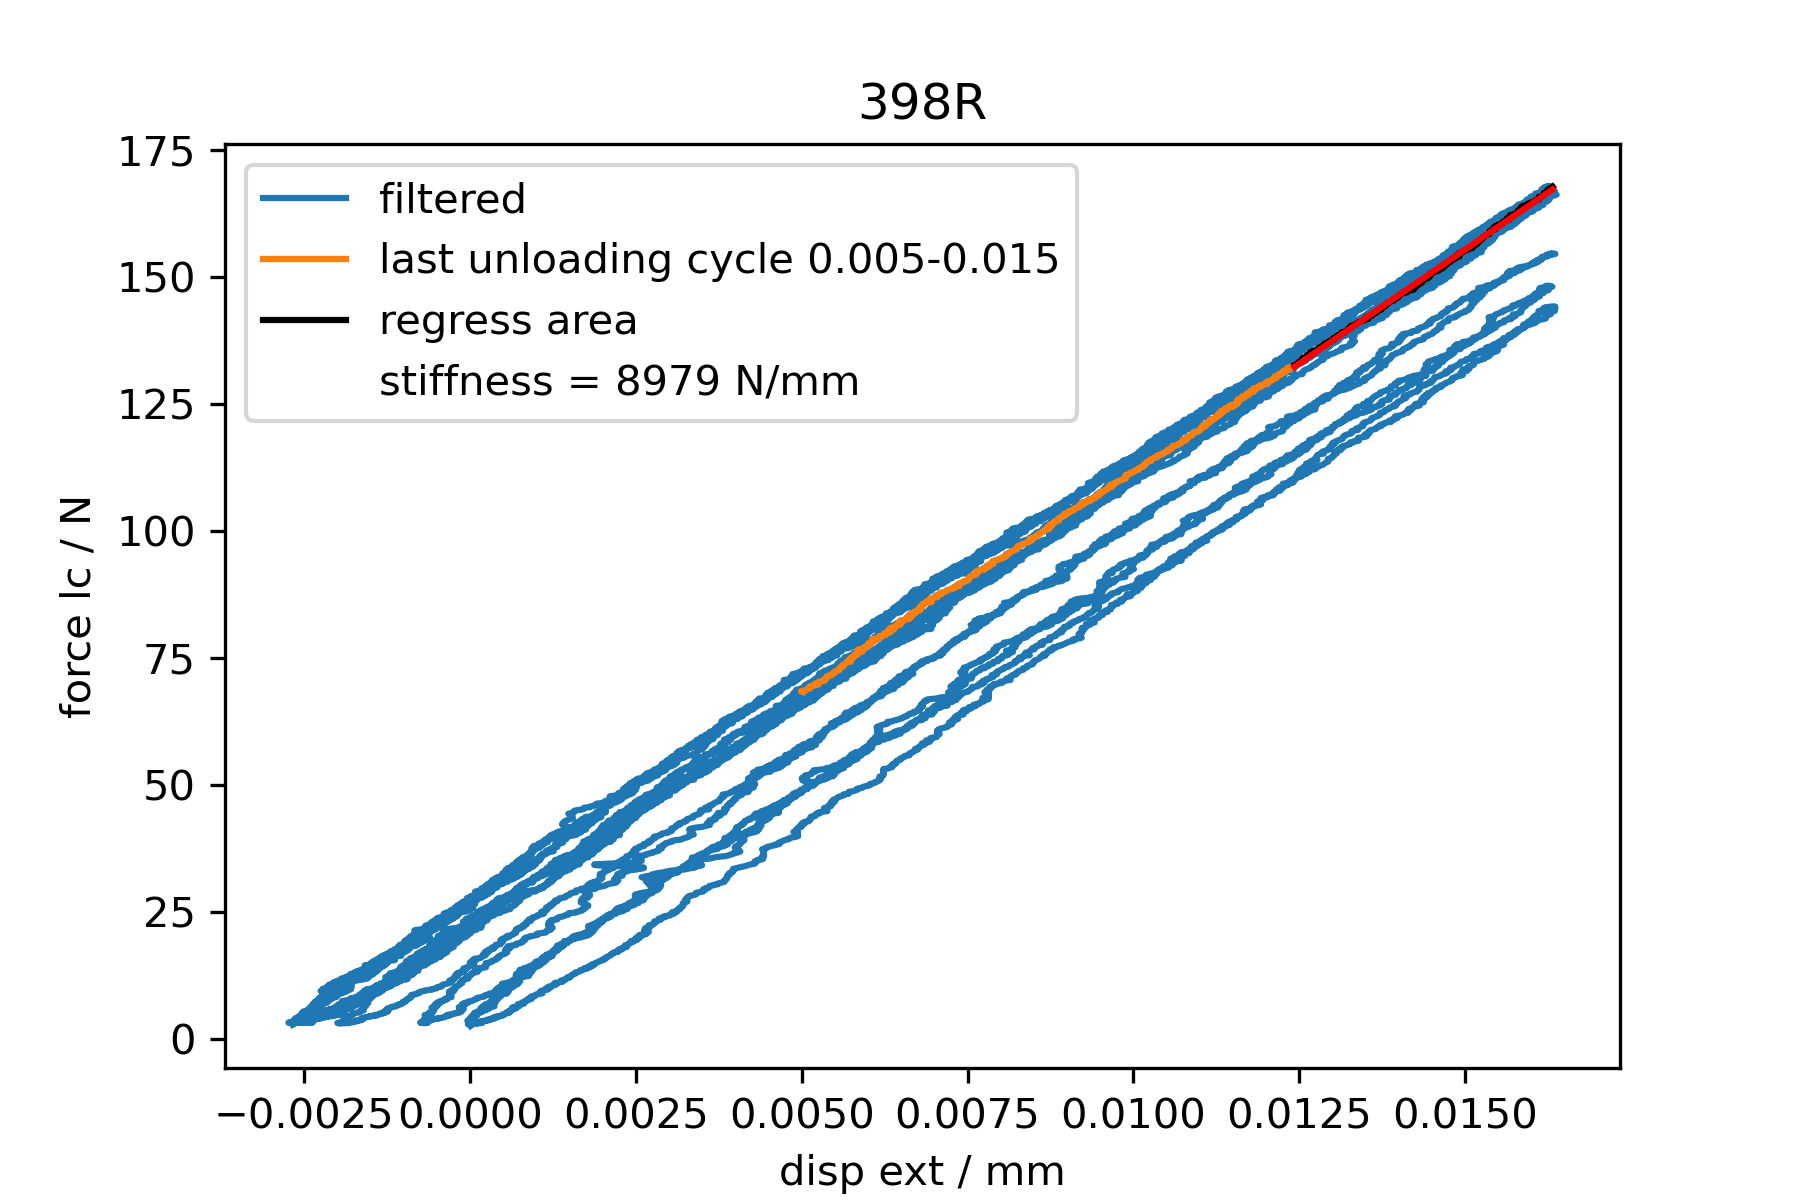 398R
175
150
125
100
75
50
25
0
force lc / N
filtered
last unloading cycle 0.005-0.015
regress area
stiffness = 8979 N/mm
−0.0025 0.0000 0.0025 0.0050 0.0075 0.0100 0.0125 0.0150
disp ext / mm